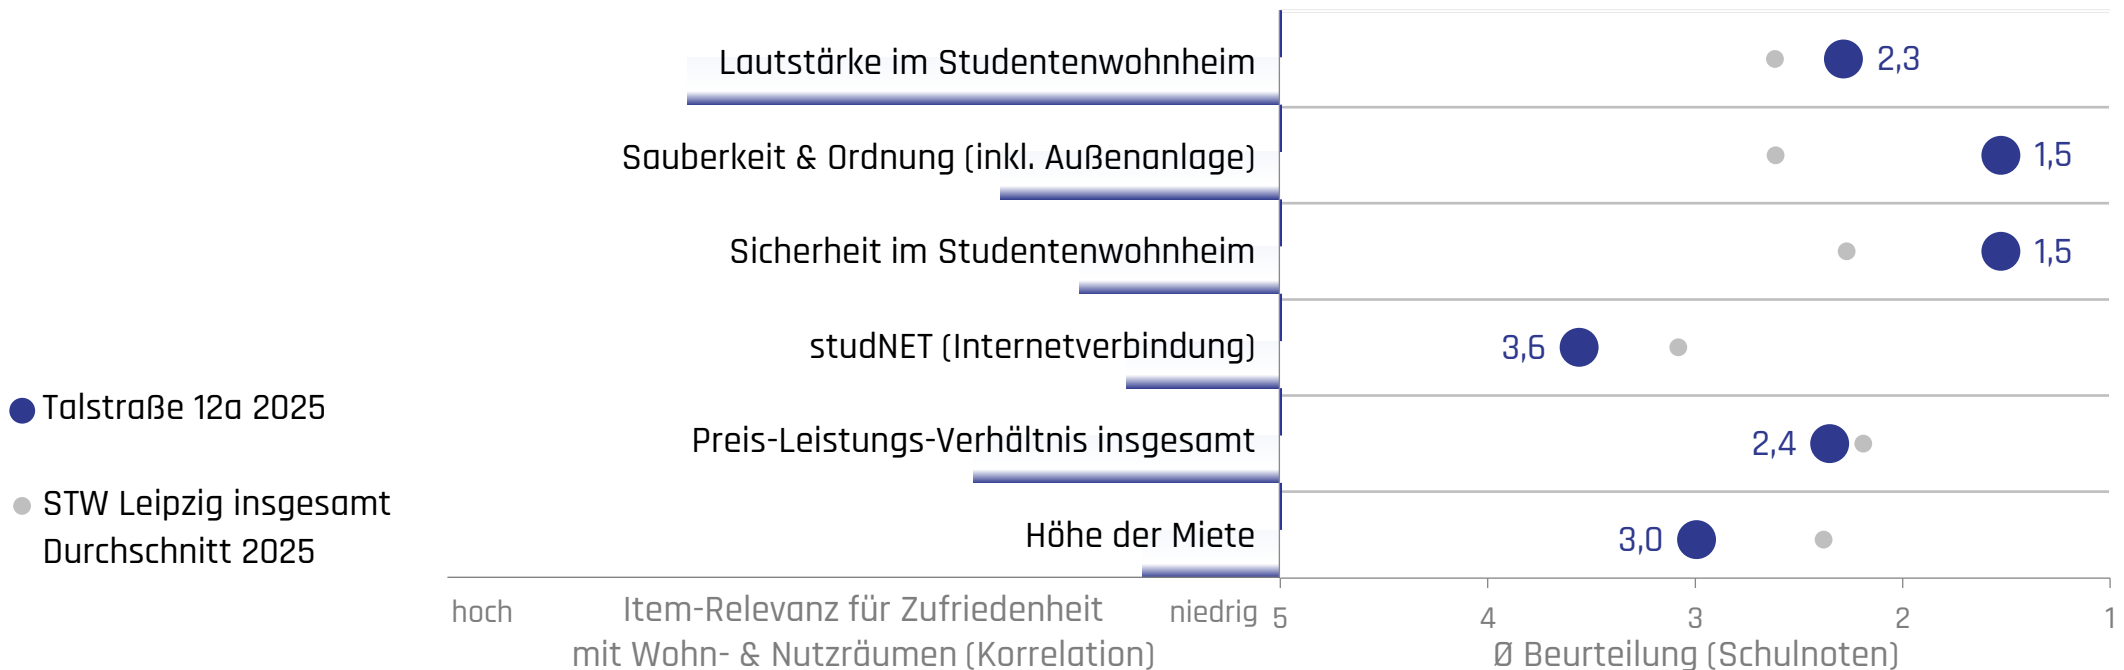 Lautstärke im Studentenwohnheim
2,3
Sauberkeit & Ordnung (inkl. Außenanlage)
1,5
Sicherheit im Studentenwohnheim
1,5
studNET (Internetverbindung)
3,6
Preis-Leistungs-Verhältnis insgesamt
2,4
Höhe der Miete
3,0
Talstraße 12a 2025
STW Leipzig insgesamt
Durchschnitt 2025
hoch
Item-Relevanz für Zufriedenheit
mit Wohn- & Nutzräumen (Korrelation)
niedrig
5 4 3 2 1
Ø Beurteilung (Schulnoten)